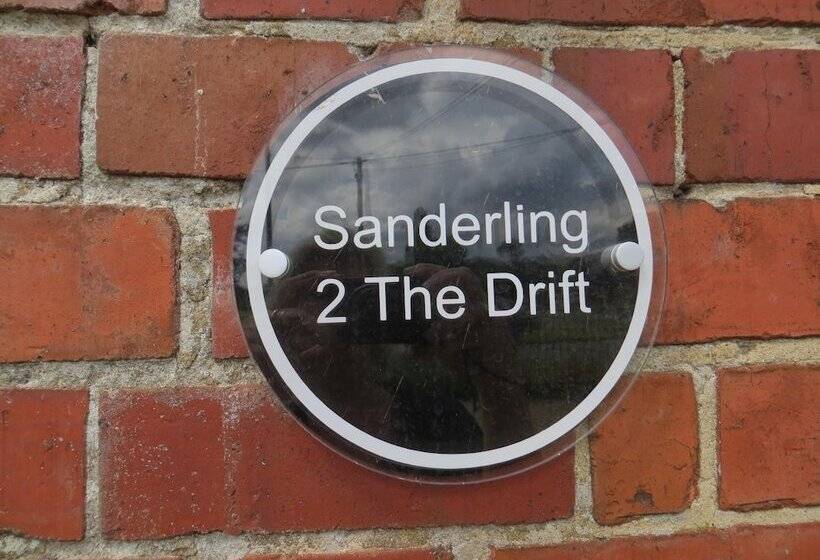 Sanderling
2 The Drift